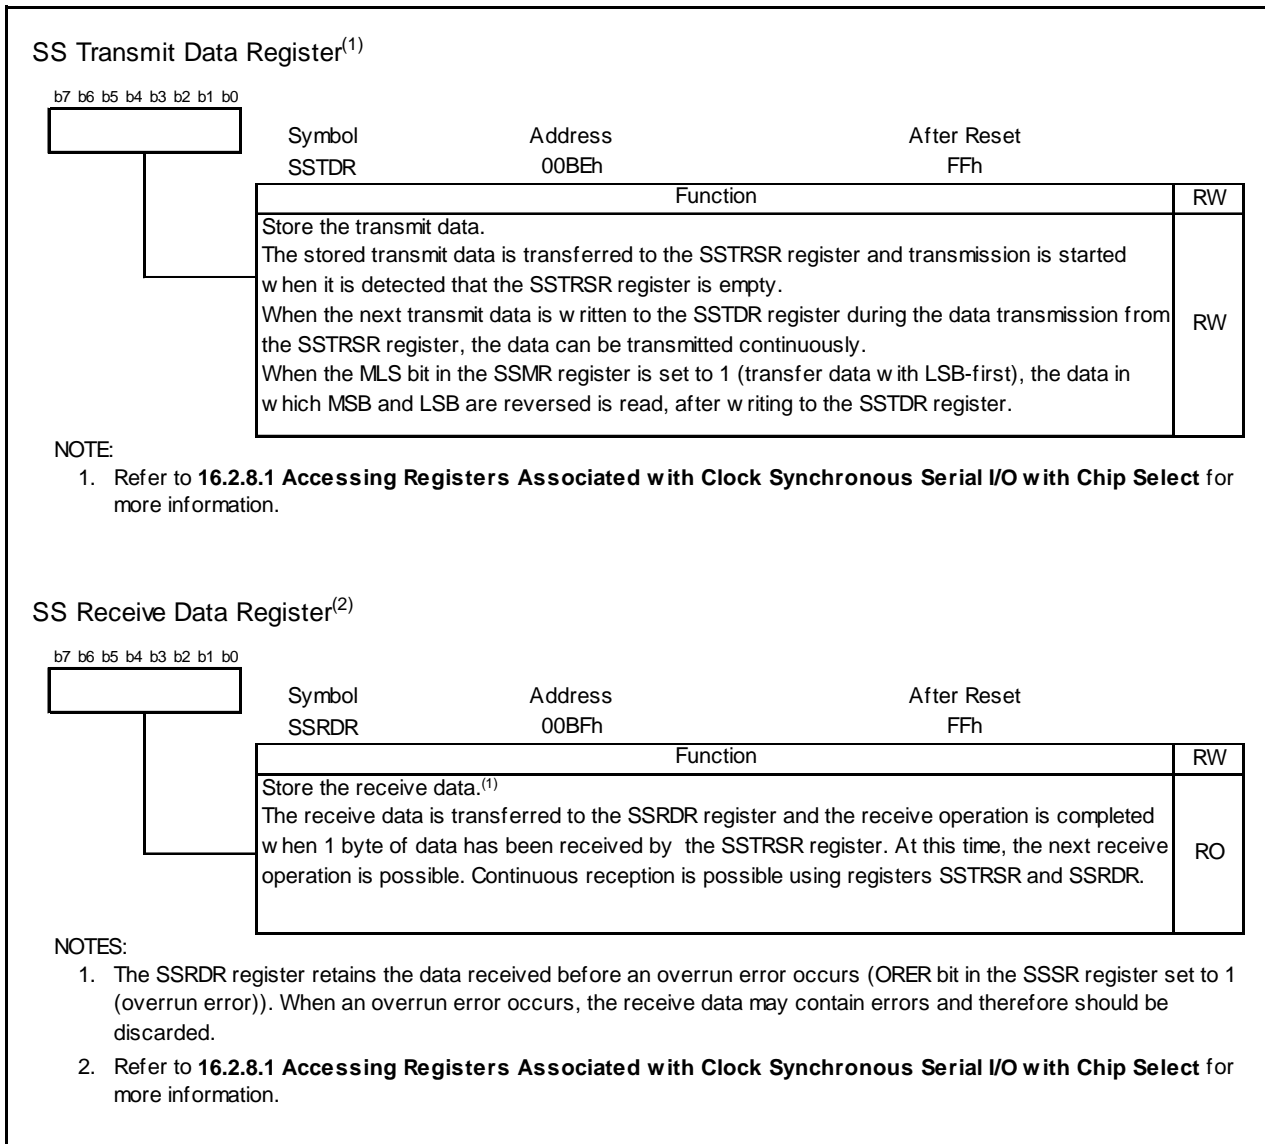 SS Transmit Data Register(1)
b7 b6 b5 b4 b3 b2 b1 b0
Symbol Address After Reset
SSTDR 00BEh FFh
Function RW
Store the transmit data.
The stored transmit data is transferred to the SSTRSR register and transmission is started
when it is detected that the SSTRSR register is empty.
When the next transmit data is written to the SSTDR register during the data transmission from
the SSTRSR register, the data can be transmitted continuously.
When the MLS bit in the SSMR register is set to 1 (transfer data with LSB-first), the data in
which MSB and LSB are reversed is read, after writing to the SSTDR register.
RW
NOTE:
1. Refer to 16.2.8.1 Accessing Registers Associated with Clock Synchronous Serial I/O with Chip Select for
more information.
SS Receive Data Register(2)
b7 b6 b5 b4 b3 b2 b1 b0
Symbol Address After Reset
SSRDR 00BFh FFh
Function RW
Store the receive data.(1)
The receive data is transferred to the SSRDR register and the receive operation is completed
when 1 byte of data has been received by the SSTRSR register. At this time, the next receive
operation is possible. Continuous reception is possible using registers SSTRSR and SSRDR.
RO
NOTES:
1. The SSRDR register retains the data received before an overrun error occurs (ORER bit in the SSSR register set to 1
(overrun error)). When an overrun error occurs, the receive data may contain errors and therefore should be
discarded.
2. Refer to 16.2.8.1 Accessing Registers Associated with Clock Synchronous Serial I/O with Chip Select for
more information.